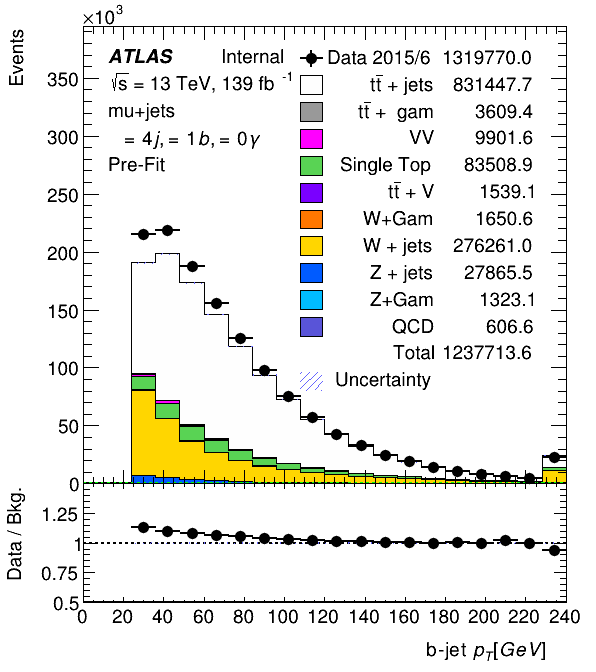 ×10³
Events
350
300
250
200
150
100
50
0
ATLAS Internal
√s = 13 TeV, 139 fb⁻¹
mu+jets
= 4j, = 1b, = 0γ
Pre-Fit
Data 2015/6 1319770.0
tt̄ + jets 831447.7
tt̄ + gam 3609.4
VV 9901.6
Single Top 83508.9
tt̄ + V 1539.1
W+Gam 1650.6
W + jets 276261.0
Z + jets 27865.5
Z+Gam 1323.1
QCD 606.6
Total 1237713.6
Uncertainty
Data / Bkg.
1.25
1
0.75
0.5
0 20 40 60 80 100 120 140 160 180 200 220 240
b-jet p_T[GeV]